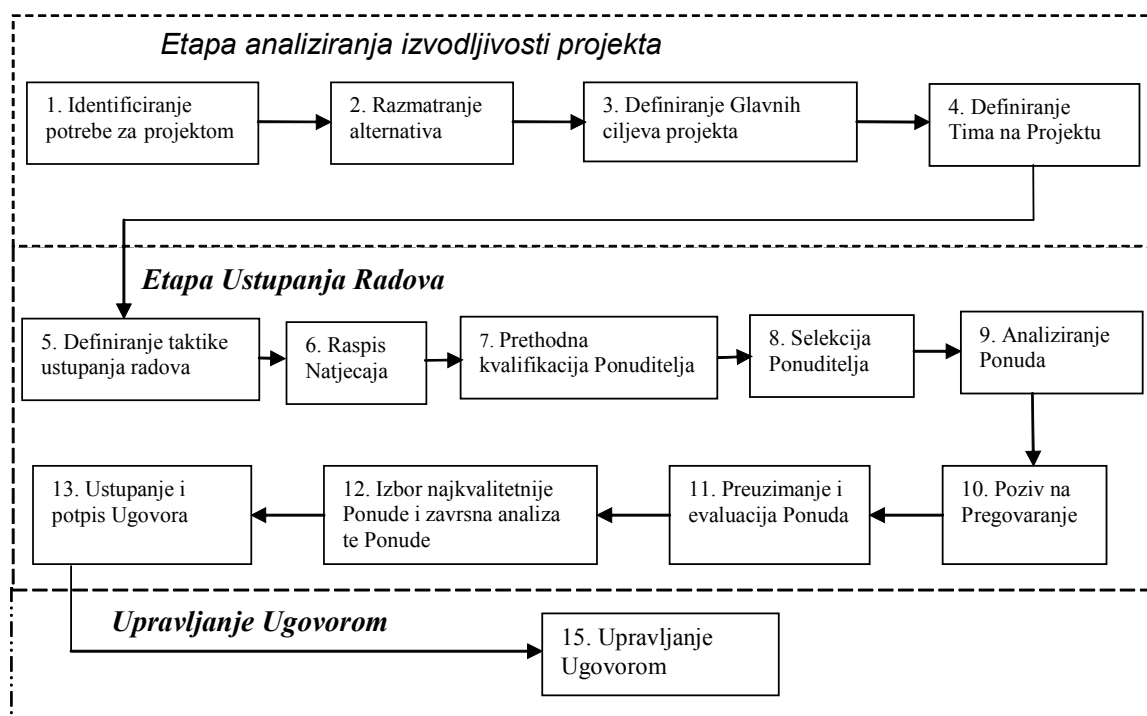 Etapa analiziranja izvodljivosti projekta
1. Identificiranje
potrebe za projektom
2. Razmatranje
alternativa
3. Definiranje Glavnih
ciljeva projekta
4. Definiranje
Tima na Projektu
Etapa Ustupanja Radova
5. Definiranje taktike
ustupanja radova
6. Raspis
Natjecaja
7. Prethodna
kvalifikacija Ponuditelja
8. Selekcija
Ponuditelja
9. Analiziranje
Ponuda
10. Poziv na
Pregovaranje
11. Preuzimanje i
evaluacija Ponuda
12. Izbor najkvalitetnije
Ponude i zavrsna analiza
te Ponude
13. Ustupanje i
potpis Ugovora
Upravljanje Ugovorom
15. Upravljanje
Ugovorom